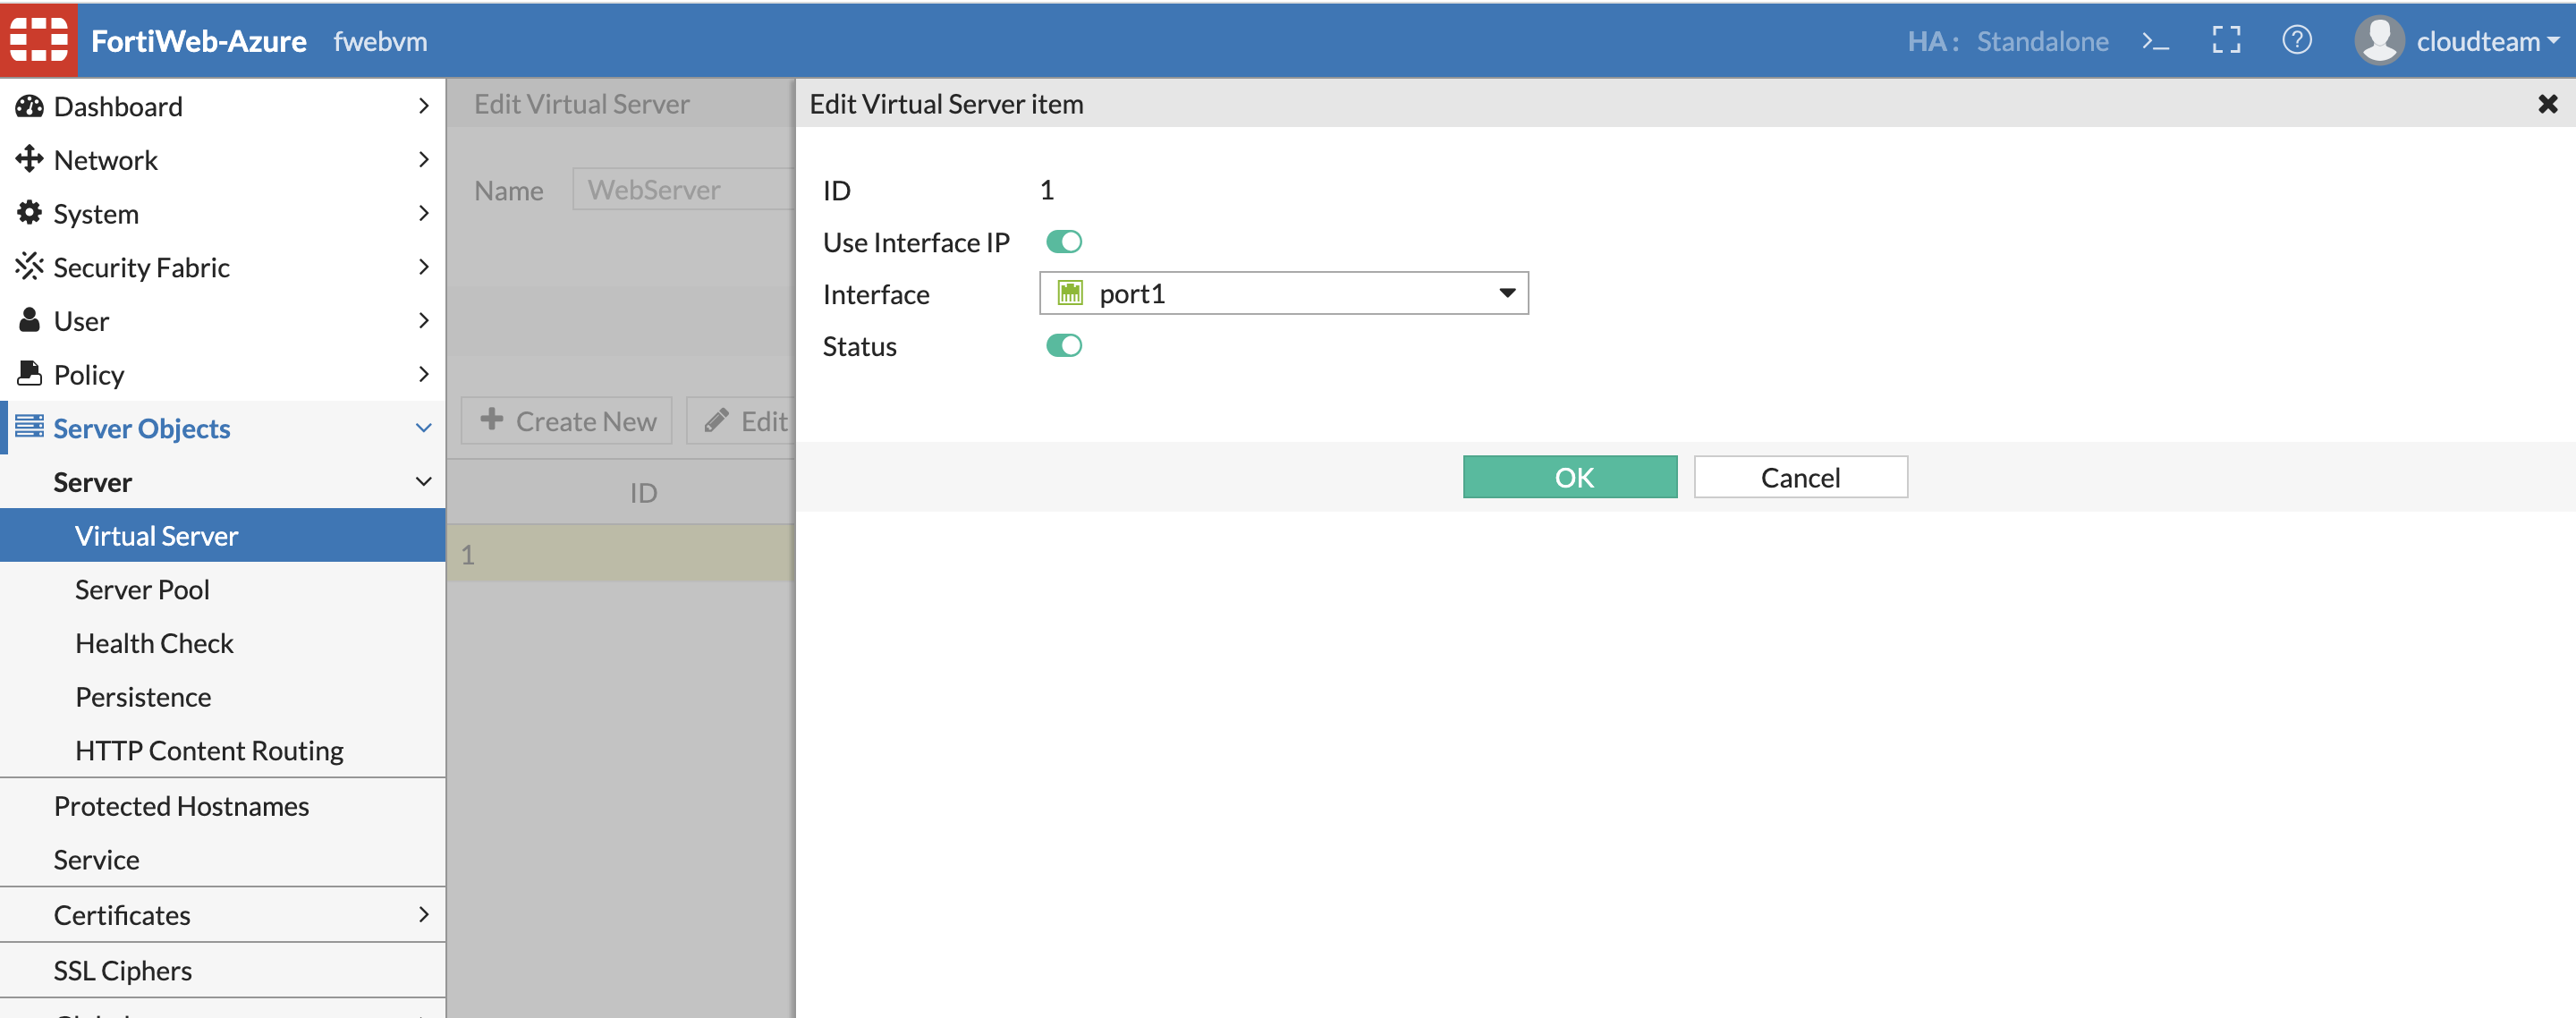 FortiWeb-Azure fwebvm HA: Standalone >_ ? cloudteam
Dashboard
Network
System
Security Fabric
User
Policy
Server Objects
Server
Virtual Server
Server Pool
Health Check
Persistence
HTTP Content Routing
Protected Hostnames
Service
Certificates
SSL Ciphers
Edit Virtual Server
Name WebServer
Create New Edit
ID
1
Edit Virtual Server item
ID 1
Use Interface IP
Interface port1
Status
OK Cancel